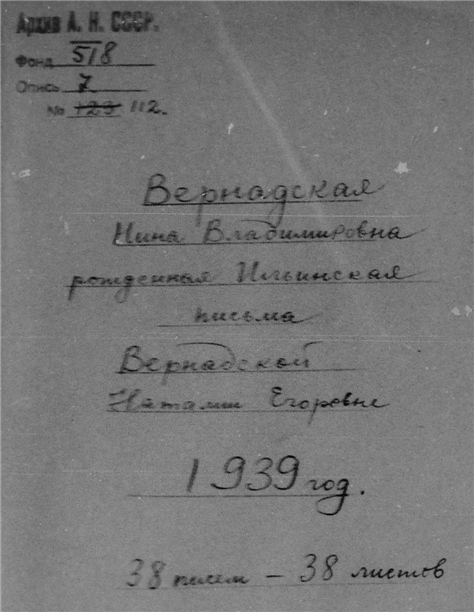 Архив А. Н. СССР.
Фонд 518
Опись 7
№ 123 112.
Вернадская
Нина Владимировна
рожденная Ильинская
письма
Вернадской
Наталии Егоровне
1939 год.
38 писем – 38 листов